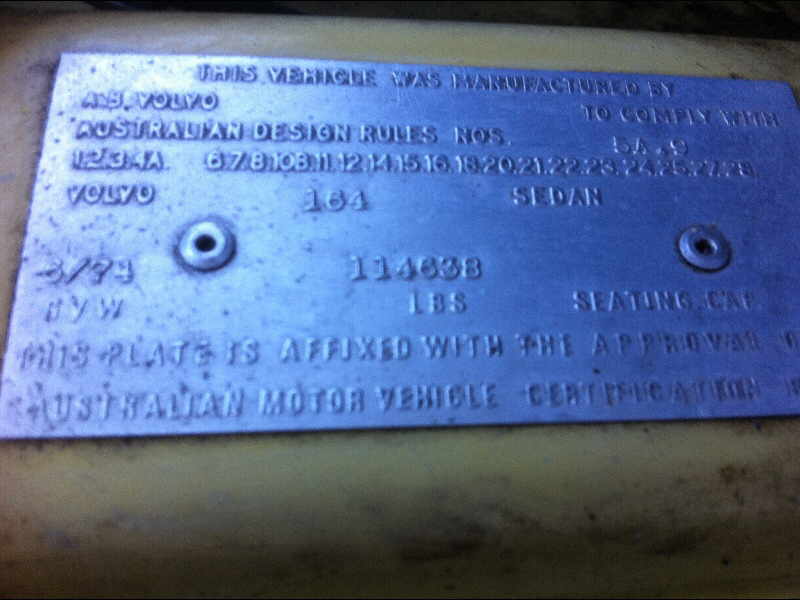 THIS VEHICLE WAS MANUFACTURED BY
A.B. VOLVO TO COMPLY WITH
AUSTRALIAN DESIGN RULES NOS. 5A..9
1.2.3.4A. 6.7.8.10B.11.12.14.15.16.18.20.21.22.23.24.25.27.28
VOLVO 164 SEDAN
/74 114638
LBS SEATING CAP
THIS PLATE IS AFFIXED WITH THE APPROVAL
AUSTRALIAN MOTOR VEHICLE CERTIFICATION